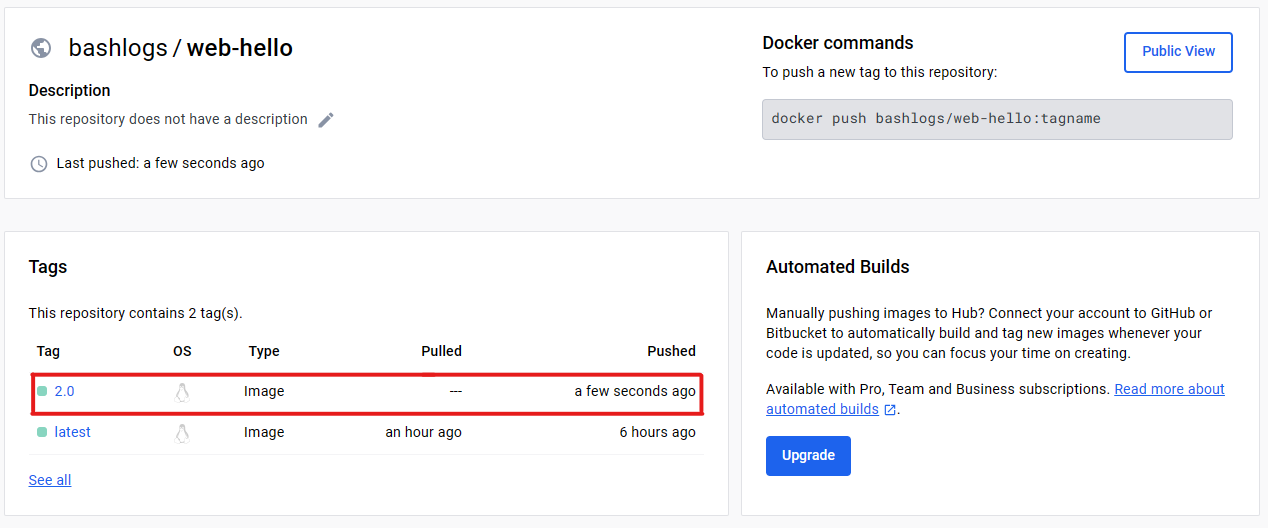 bashlogs / web-hello
Description
This repository does not have a description
Last pushed: a few seconds ago
Docker commands
Public View
To push a new tag to this repository:
docker push bashlogs/web-hello:tagname
Tags
This repository contains 2 tag(s).
Tag OS Type Pulled Pushed
2.0 Image --- a few seconds ago
latest Image an hour ago 6 hours ago
See all
Automated Builds
Manually pushing images to Hub? Connect your account to GitHub or
Bitbucket to automatically build and tag new images whenever your
code is updated, so you can focus your time on creating.
Available with Pro, Team and Business subscriptions. Read more about
automated builds.
Upgrade